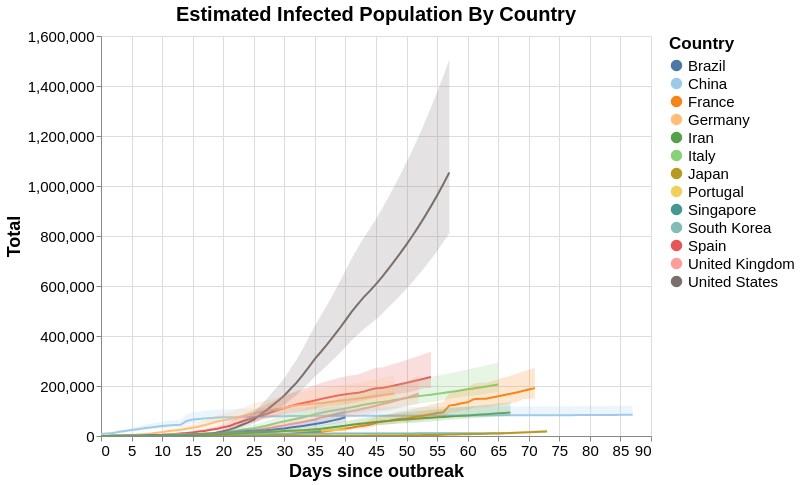 Estimated Infected Population By Country
1,600,000
1,400,000
1,200,000
1,000,000
800,000
600,000
400,000
200,000
0
Total
0 5 10 15 20 25 30 35 40 45 50 55 60 65 70 75 80 85 90
Days since outbreak
Country
Brazil
China
France
Germany
Iran
Italy
Japan
Portugal
Singapore
South Korea
Spain
United Kingdom
United States